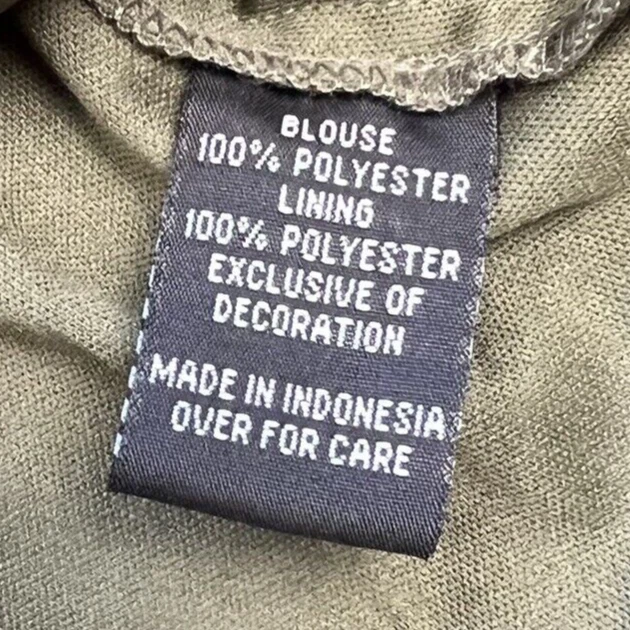 BLOUSE
100% POLYESTER
LINING
100% POLYESTER
EXCLUSIVE OF
DECORATION
MADE IN INDONESIA
OVER FOR CARE